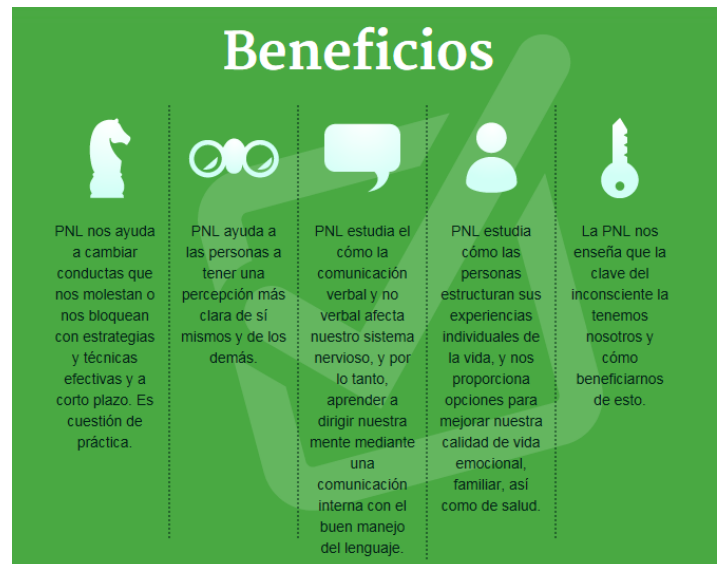 Beneficios
PNL nos ayuda
a cambiar
conductas que
nos molestan o
nos bloquean
con estrategias
y técnicas
efectivas y a
corto plazo. Es
cuestión de
práctica.
PNL ayuda a
las personas a
tener una
percepción más
clara de sí
mismos y de los
demás.
PNL estudia el
cómo la
comunicación
verbal y no
verbal afecta
nuestro sistema
nervioso, y por
lo tanto,
aprender a
dirigir nuestra
mente mediante
una
comunicación
interna con el
buen manejo
del lenguaje.
PNL estudia
cómo las
personas
estructuran sus
experiencias
individuales de
la vida, y nos
proporciona
opciones para
mejorar nuestra
calidad de vida
emocional,
familiar, así
como de salud.
La PNL nos
enseña que la
clave del
inconsciente la
tenemos
nosotros y
cómo
beneficiarnos
de esto.